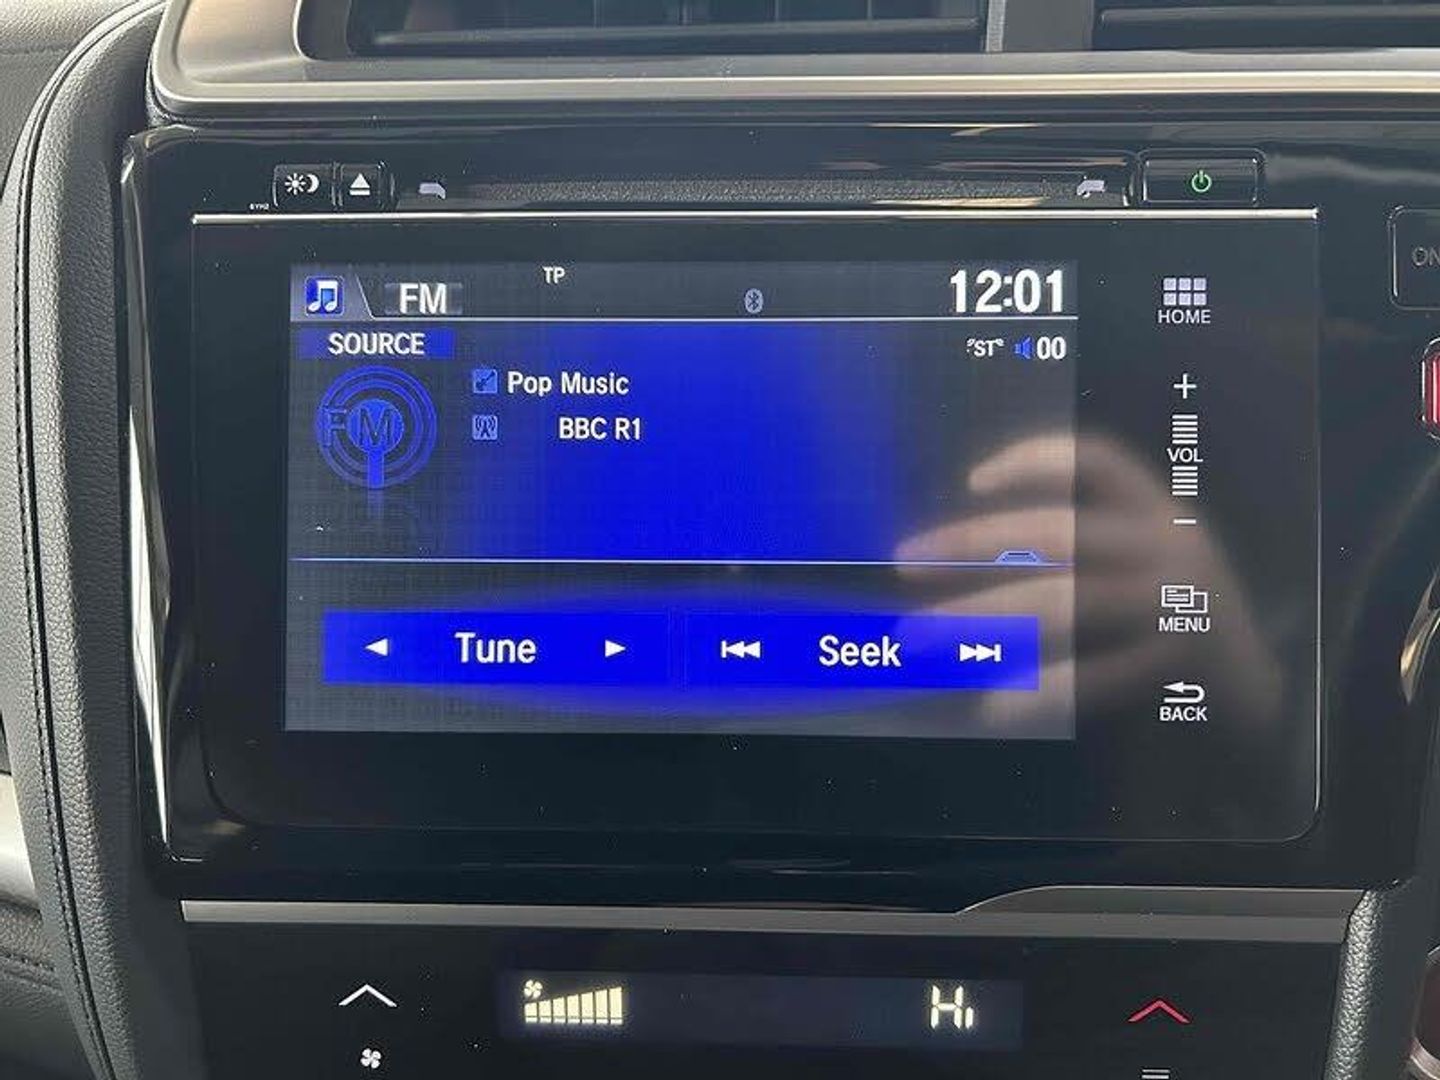 FM
TP
12:01
SOURCE
ST 00
FM
Pop Music
BBC R1
Tune
Seek
HOME
+
VOL
-
MENU
BACK
ON
Hi